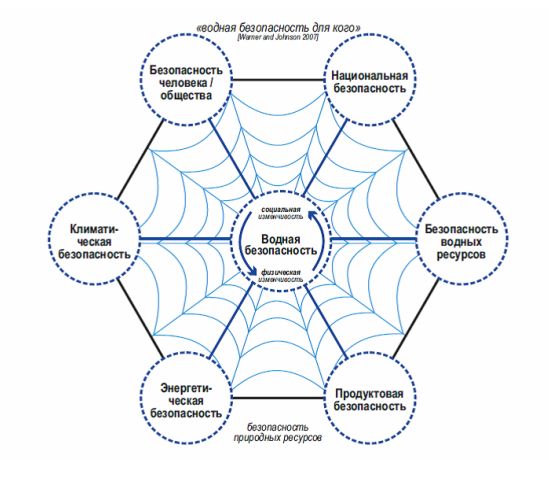 «водная безопасность для кого»
[Warner and Johnson 2007]
Безопасность
человека /
общества
Национальная
безопасность
социальная
изменчивость
Климати-
ческая
безопасность
Водная
безопасность
Безопасность
водных
ресурсов
физическая
изменчивость
Энергети-
ческая
безопасность
Продуктовая
безопасность
безопасность
природных ресурсов